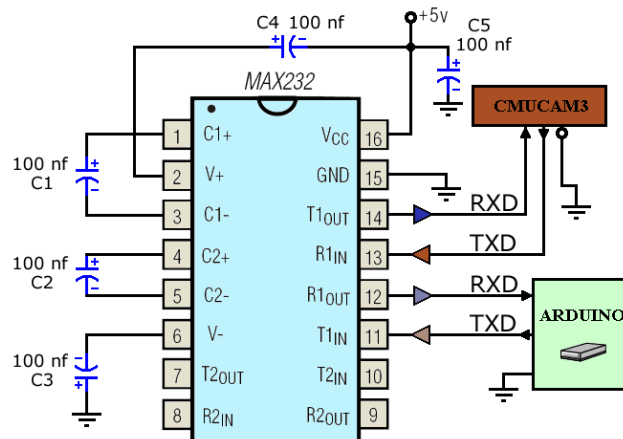 C4 100 nf
+5v
C5
100 nf
MAX232
CMUCAM3
1 C1+ VCC 16
100 nf
C1
2 V+ GND 15
3 C1- T1OUT 14 RXD
4 C2+ R1IN 13 TXD
100 nf
C2
5 C2- R1OUT 12 RXD
ARDUINO
6 V- T1IN 11 TXD
100 nf
C3
7 T2OUT T2IN 10
8 R2IN R2OUT 9